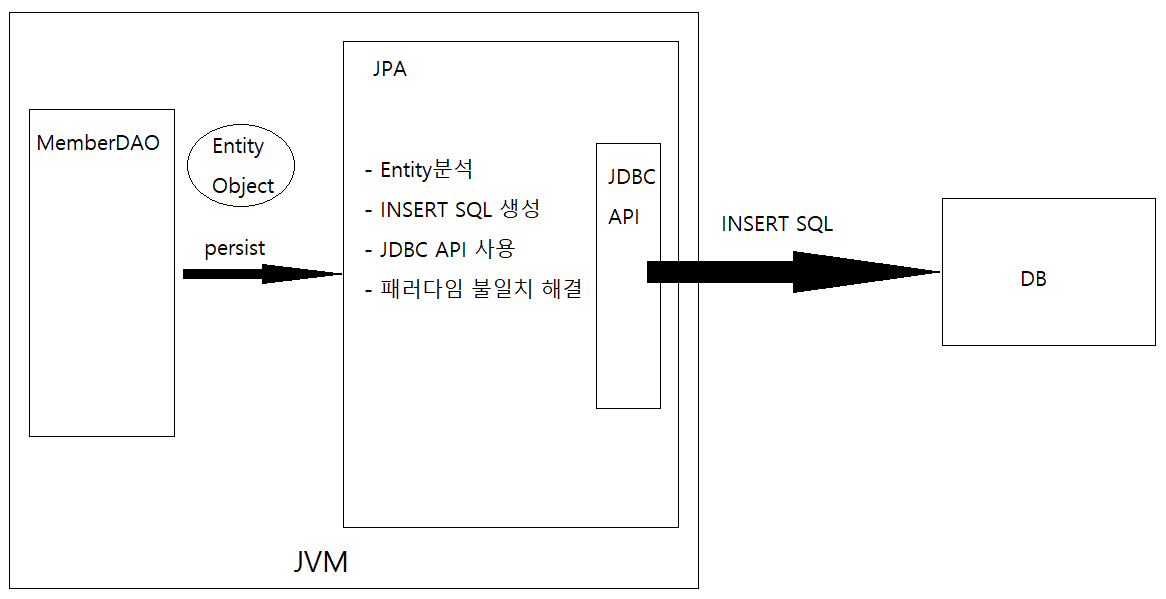 JPA
MemberDAO
Entity
Object
persist
- Entity분석
- INSERT SQL 생성
- JDBC API 사용
- 패러다임 불일치 해결
JDBC
API
INSERT SQL
DB
JVM